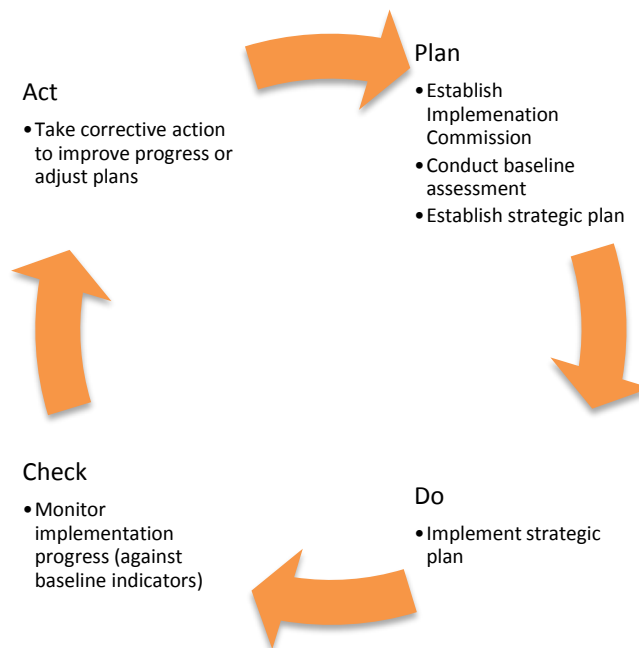 Plan
•Establish
Implemenation
Commission
•Conduct baseline
assessment
•Establish strategic plan
Do
•Implement strategic
plan
Check
•Monitor
implementation
progress (against
baseline indicators)
Act
•Take corrective action
to improve progress or
adjust plans